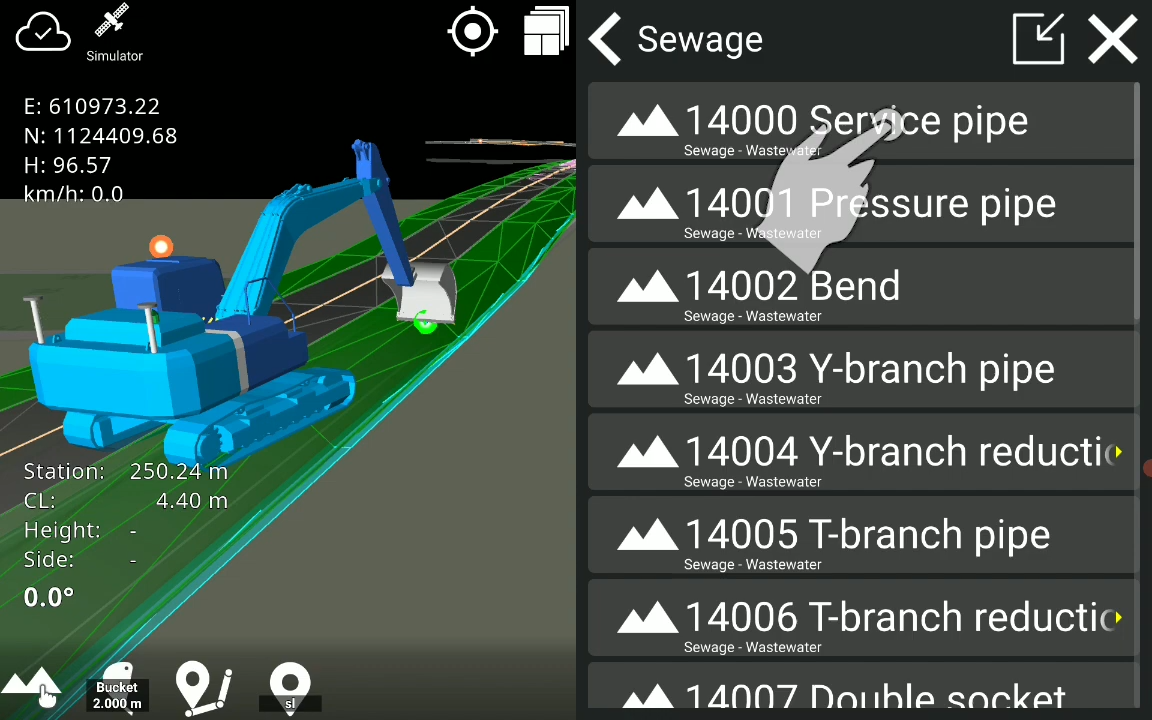 Simulator
E: 610973.22
N: 1124409.68
H: 96.57
km/h: 0.0
Station: 250.24 m
CL: 4.40 m
Height: -
Side: -
0.0°
Bucket
2.000 m
sl
Sewage
14000 Service pipe
Sewage - Wastewater
14001 Pressure pipe
Sewage - Wastewater
14002 Bend
Sewage - Wastewater
14003 Y-branch pipe
Sewage - Wastewater
14004 Y-branch reductio
Sewage - Wastewater
14005 T-branch pipe
Sewage - Wastewater
14006 T-branch reductio
Sewage - Wastewater
14007 Double socket